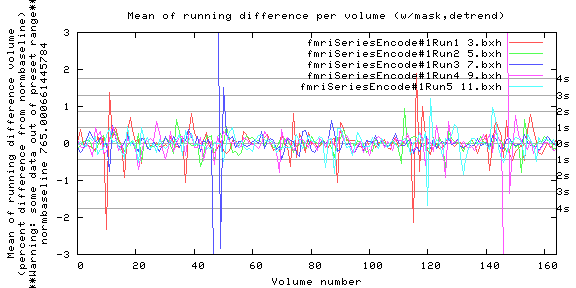 Mean of running difference per volume (w/mask,detrend)
Mean of running difference volume
(percent difference from normbaseline)
**Warning: some data out of preset range**
normbaseline 765.000661445784
fmriSeriesEncode#1Run1 3.bxh
fmriSeriesEncode#1Run2 5.bxh
fmriSeriesEncode#1Run3 7.bxh
fmriSeriesEncode#1Run4 9.bxh
fmriSeriesEncode#1Run5 11.bxh
3
2
1
0
-1
-2
-3
4s
3s
2s
1s
0s
1s
2s
3s
4s
0 20 40 60 80 100 120 140 160
Volume number